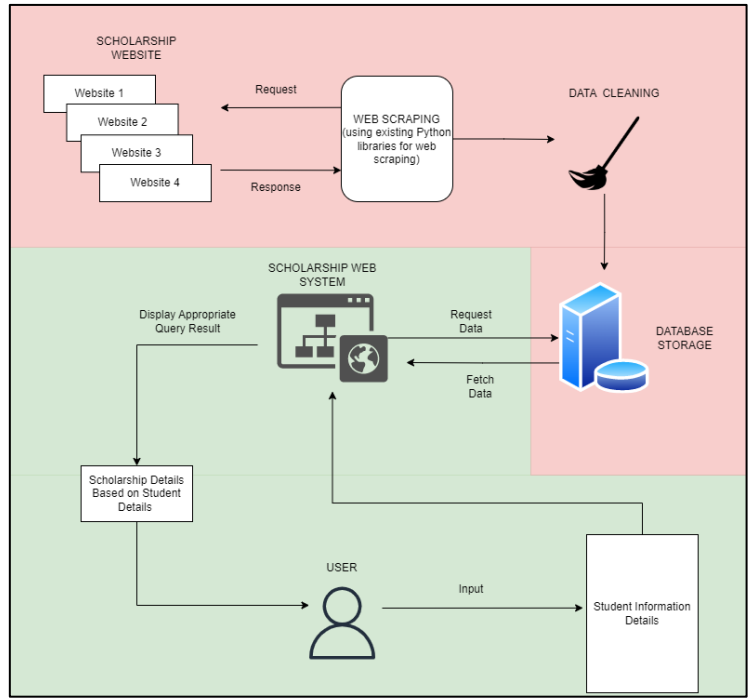 SCHOLARSHIP
WEBSITE
Website 1
Website 2
Website 3
Website 4
Request
Response
WEB SCRAPING
(using existing Python
libraries for web
scraping)
DATA CLEANING
SCHOLARSHIP WEB
SYSTEM
Display Appropriate
Query Result
Request
Data
Fetch
Data
DATABASE
STORAGE
Scholarship Details
Based on Student
Details
USER
Input
Student Information
Details